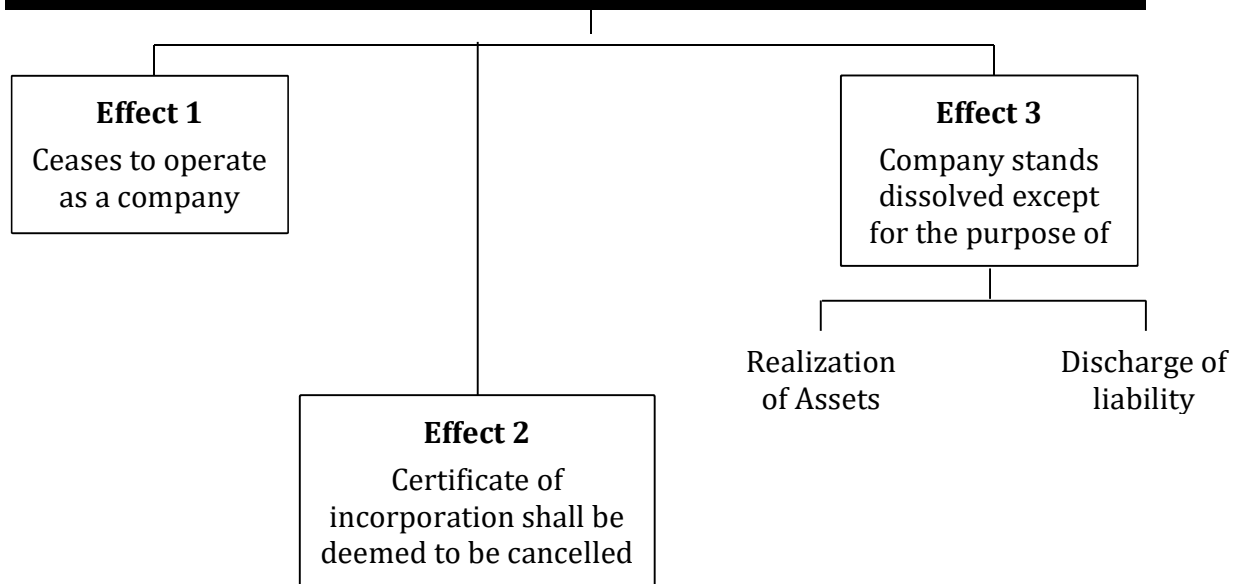 Effect 1
Ceases to operate
as a company
Effect 2
Certificate of
incorporation shall be
deemed to be cancelled
Effect 3
Company stands
dissolved except
for the purpose of
Realization
of Assets
Discharge of
liability